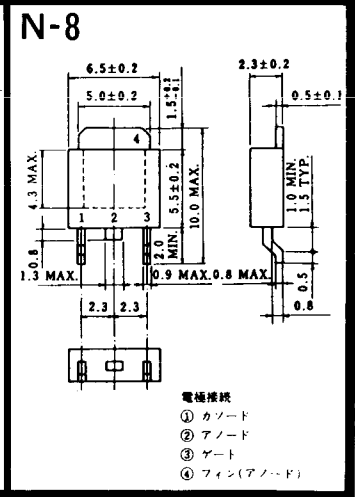 N-8
6.5±0.2
5.0±0.2
1.5+0.2 -0.1
2.3±0.2
0.5±0.1
4
4.3 MAX.
5.5±0.2
10.0 MAX.
1.0 MIN.
1.5 TYP.
1 2 3
0.8
2.0 MIN.
1.3 MAX.
0.9 MAX.
0.8 MAX.
0.5
0.8
2.3 2.3
電極接続
① カソード
② アノード
③ ゲート
④ フィン(アノード)